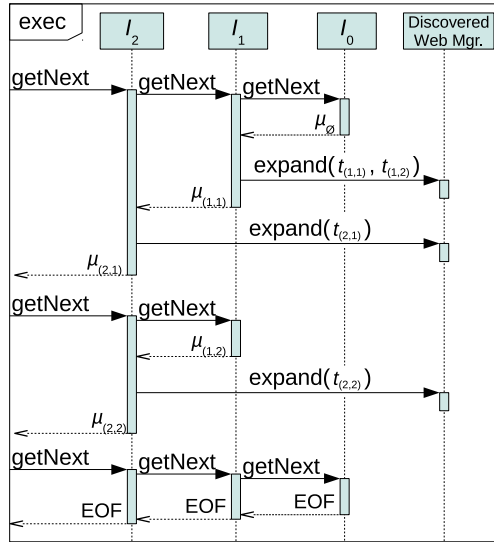 exec
I₂ I₁ I₀ Discovered
Web Mgr.
getNext getNext getNext
μ∅
expand(t(1,1), t(1,2))
μ(1,1)
expand(t(2,1))
μ(2,1)
getNext getNext
μ(1,2)
expand(t(2,2))
μ(2,2)
getNext getNext getNext
EOF EOF EOF